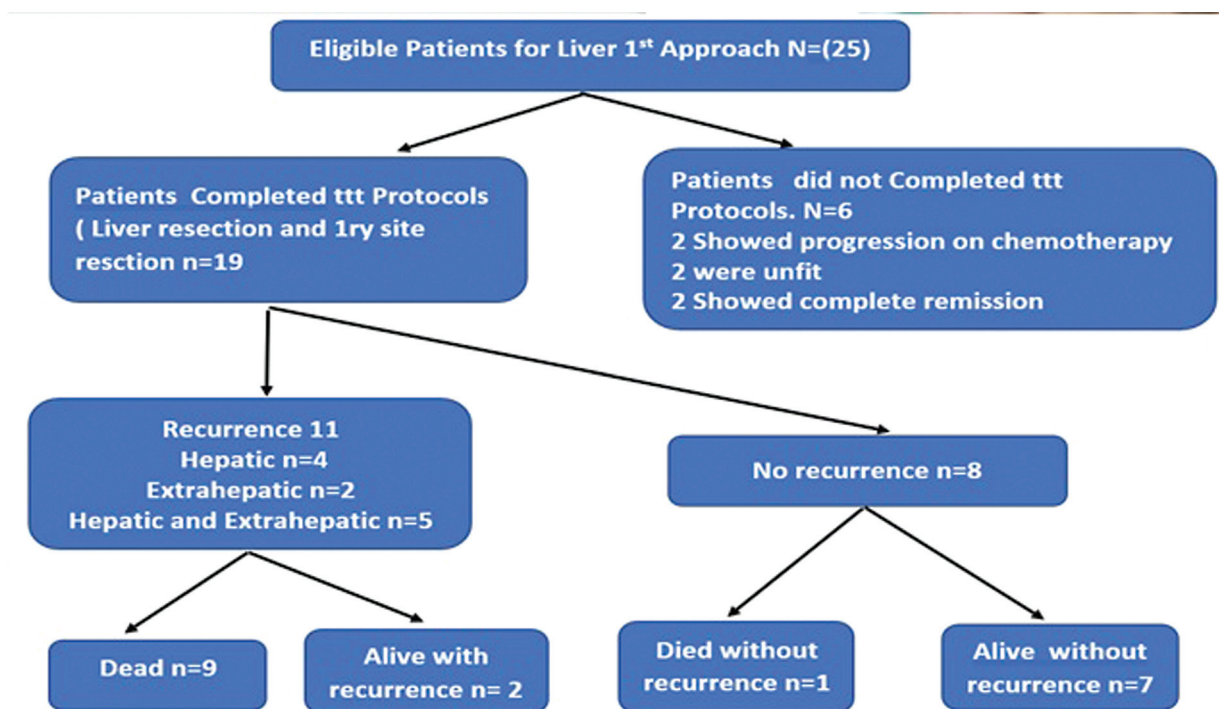 Eligible Patients for Liver 1st Approach N=(25)
Patients Completed ttt Protocols
( Liver resection and 1ry site
resction n=19
Patients did not Completed ttt
Protocols. N=6
2 Showed progression on chemotherapy
2 were unfit
2 Showed complete remission
Recurrence 11
Hepatic n=4
Extrahepatic n=2
Hepatic and Extrahepatic n=5
No recurrence n=8
Dead n=9
Alive with
recurrence n= 2
Died without
recurrence n=1
Alive without
recurrence n=7